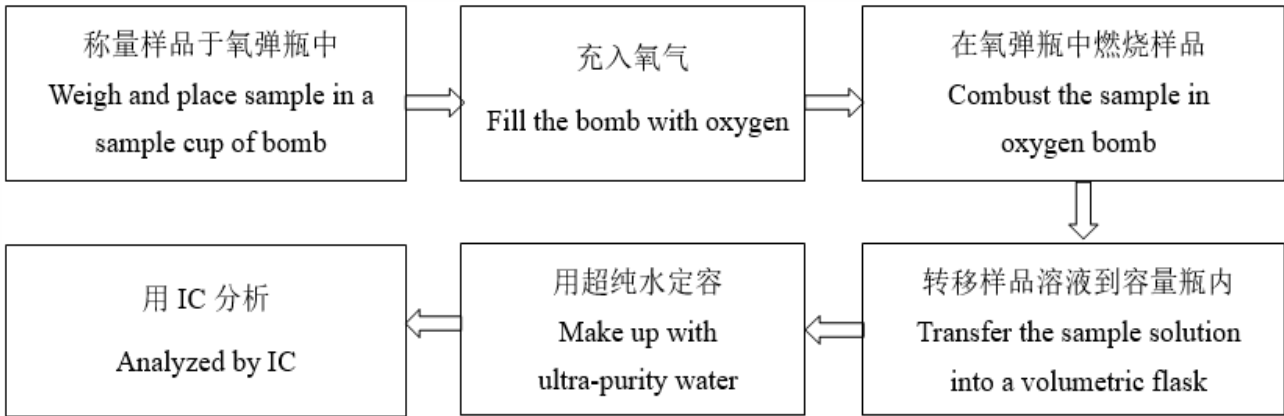 称量样品于氧弹瓶中
Weigh and place sample in a
sample cup of bomb
充入氧气
Fill the bomb with oxygen
在氧弹瓶中燃烧样品
Combust the sample in
oxygen bomb
转移样品溶液到容量瓶内
Transfer the sample solution
into a volumetric flask
用超纯水定容
Make up with
ultra-purity water
用 IC 分析
Analyzed by IC